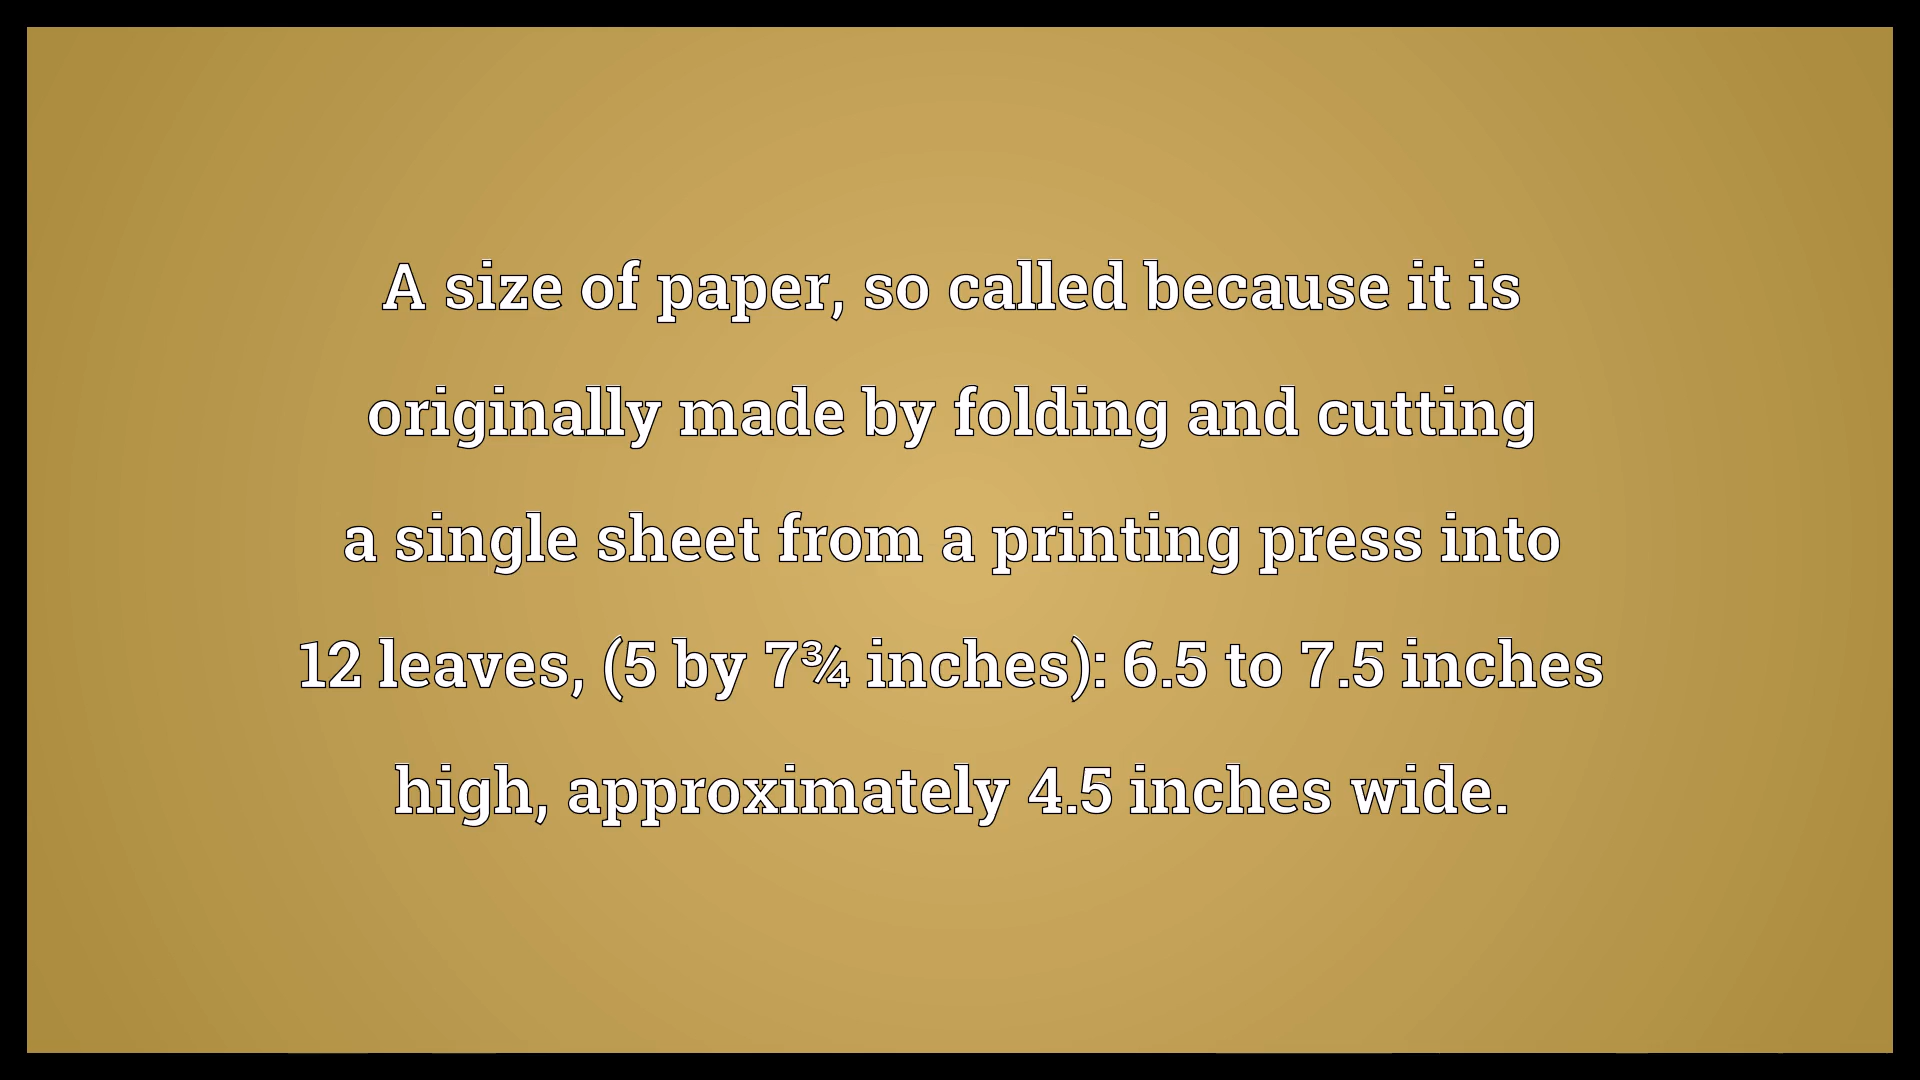 A size of paper, so called because it is
originally made by folding and cutting
a single sheet from a printing press into
12 leaves, (5 by 7¾ inches): 6.5 to 7.5 inches
high, approximately 4.5 inches wide.